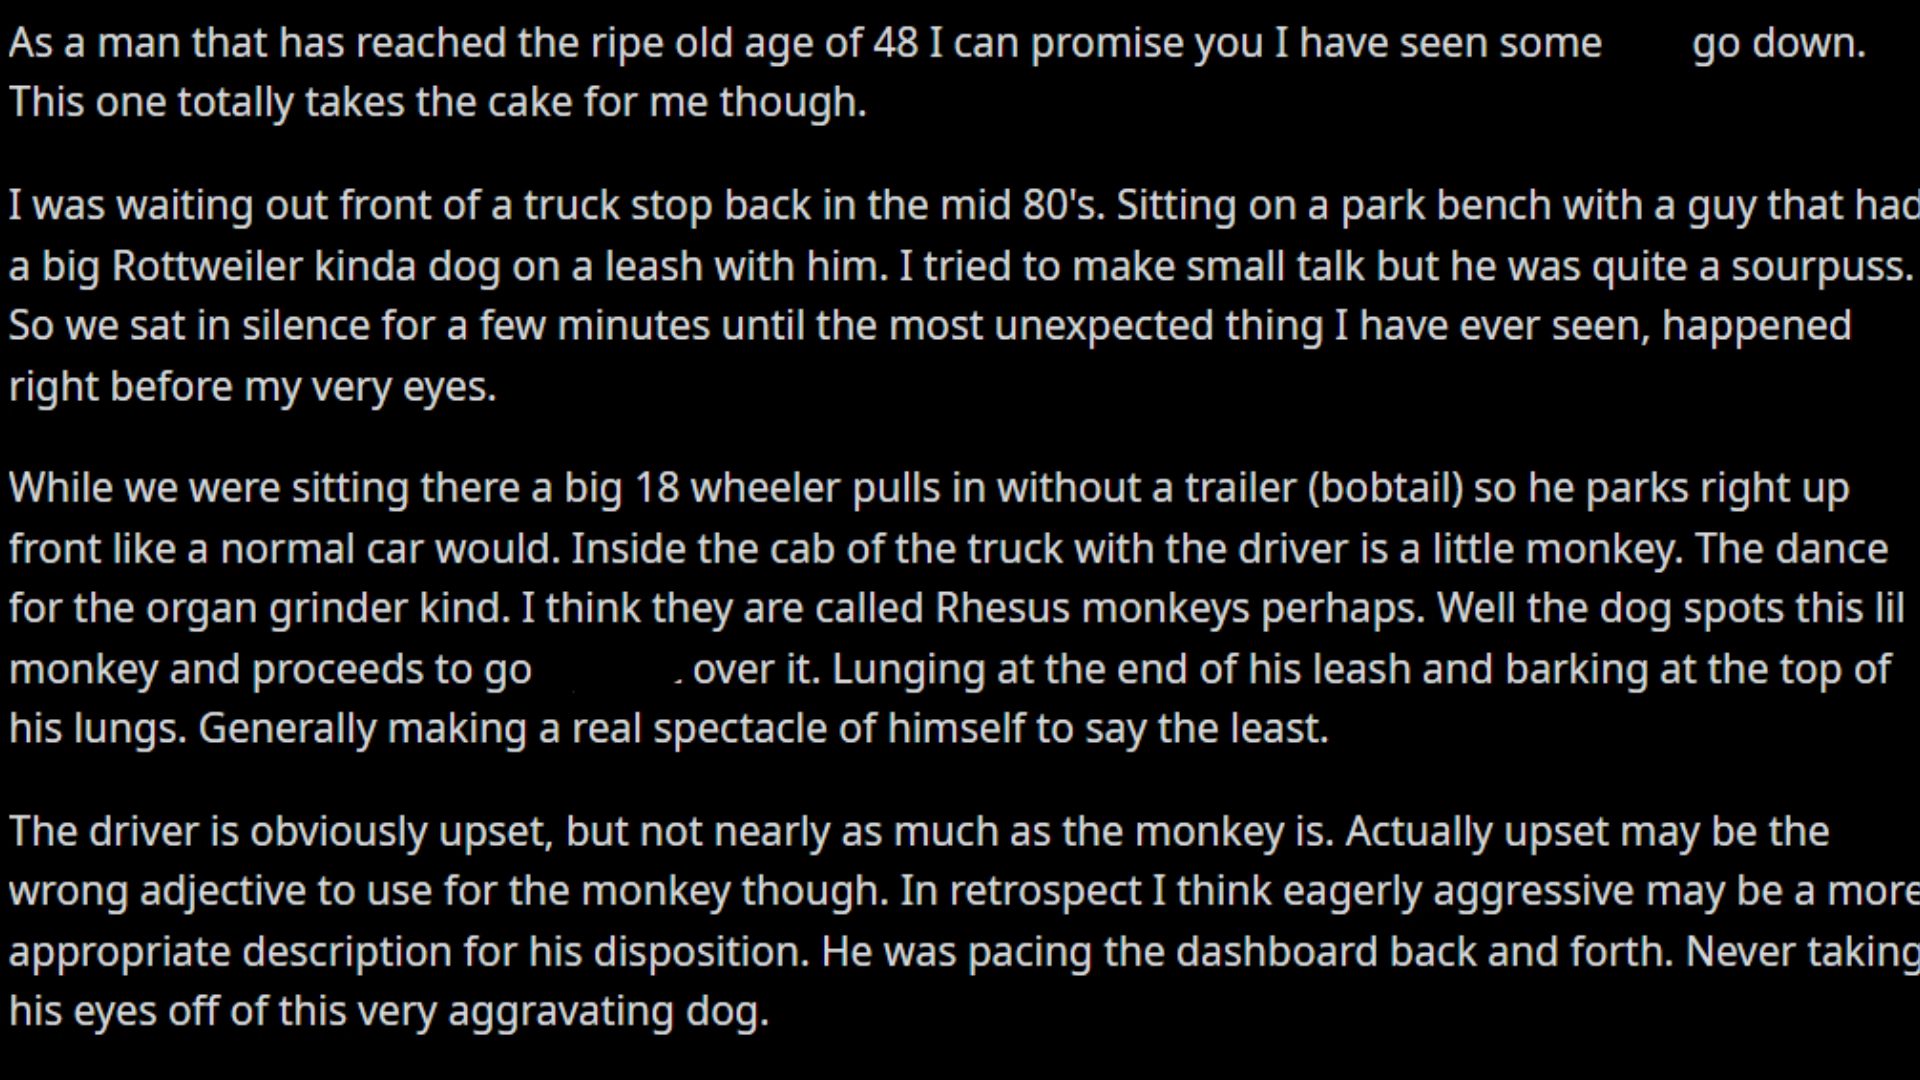 As a man that has reached the ripe old age of 48 I can promise you I have seen some go down.
This one totally takes the cake for me though.
I was waiting out front of a truck stop back in the mid 80's. Sitting on a park bench with a guy that had
a big Rottweiler kinda dog on a leash with him. I tried to make small talk but he was quite a sourpuss.
So we sat in silence for a few minutes until the most unexpected thing I have ever seen, happened
right before my very eyes.
While we were sitting there a big 18 wheeler pulls in without a trailer (bobtail) so he parks right up
front like a normal car would. Inside the cab of the truck with the driver is a little monkey. The dance
for the organ grinder kind. I think they are called Rhesus monkeys perhaps. Well the dog spots this lil
monkey and proceeds to go over it. Lunging at the end of his leash and barking at the top of
his lungs. Generally making a real spectacle of himself to say the least.
The driver is obviously upset, but not nearly as much as the monkey is. Actually upset may be the
wrong adjective to use for the monkey though. In retrospect I think eagerly aggressive may be a more
appropriate description for his disposition. He was pacing the dashboard back and forth. Never taking
his eyes off of this very aggravating dog.